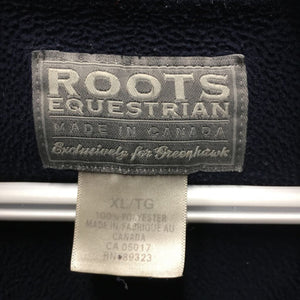 ROOTS
EQUESTRIAN
MADE IN CANADA
Exclusively for Greenhawk
XL/TG
100% POLYESTER
MADE IN/FABRIQUE AU
CANADA
CA 05017
RN 89323